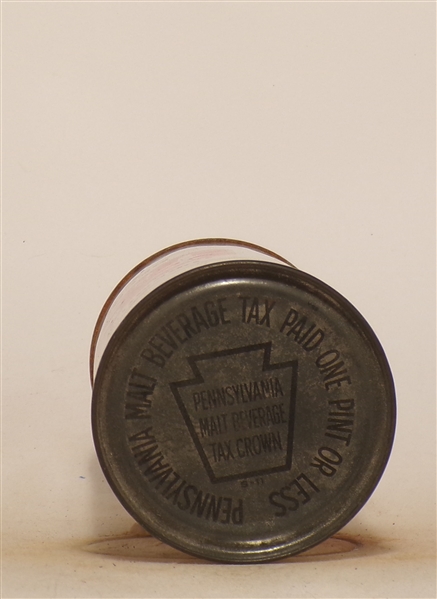 PENNSYLVANIA MALT BEVERAGE TAX PAID ONE PINT OR LESS
PENNSYLVANIA
MALT BEVERAGE
TAX CROWN